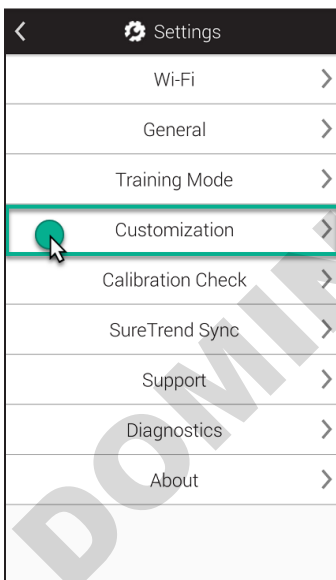 Settings
Wi-Fi
General
Training Mode
Customization
Calibration Check
SureTrend Sync
Support
Diagnostics
About
DOMIN